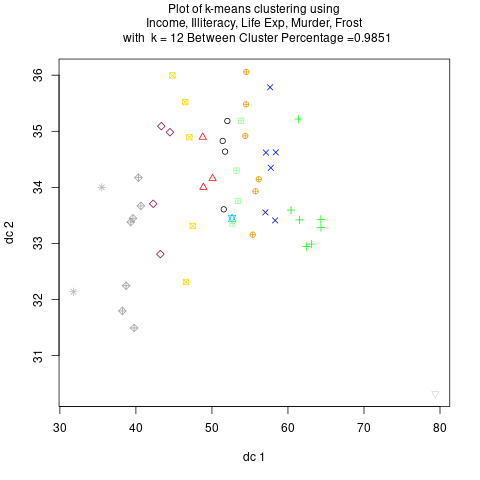 Plot of k-means clustering using
Income, Illiteracy, Life Exp, Murder, Frost
with k = 12 Between Cluster Percentage =0.9851
36
35
34
33
32
31
dc 2
30 40 50 60 70 80
dc 1